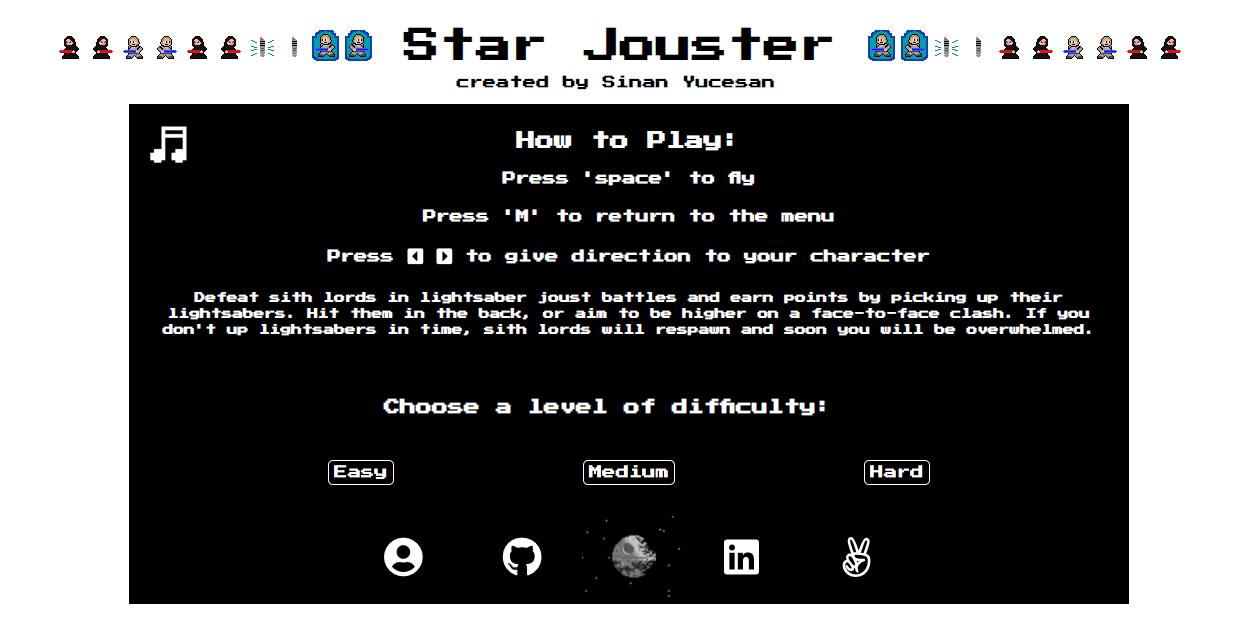 Star Jouster
created by Sinan Yucesan
How to Play:
Press 'space' to fly
Press 'M' to return to the menu
Press to give direction to your character
Defeat sith lords in lightsaber joust battles and earn points by picking up their
lightsabers. Hit them in the back, or aim to be higher on a face-to-face clash. If you
don't up lightsabers in time, sith lords will respawn and soon you will be overwhelmed.
Choose a level of difficulty:
Easy
Medium
Hard
in